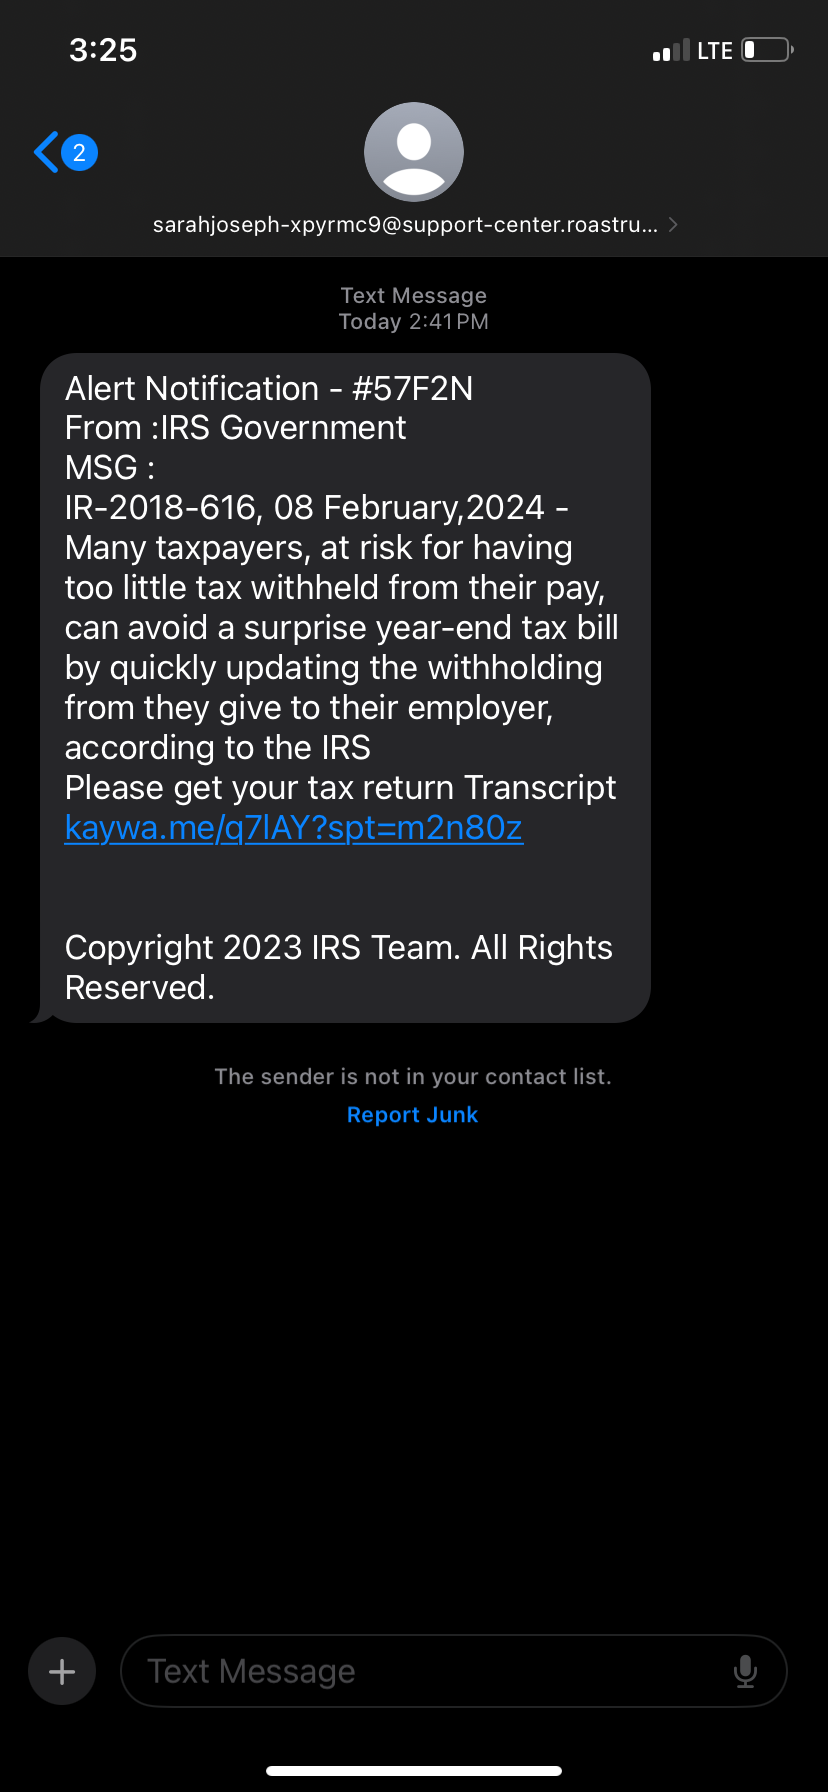 3:25
LTE
2
sarahjoseph-xpyrmc9@support-center.roastru...
Text Message
Today 2:41 PM
Alert Notification - #57F2N
From :IRS Government
MSG :
IR-2018-616, 08 February,2024 -
Many taxpayers, at risk for having
too little tax withheld from their pay,
can avoid a surprise year-end tax bill
by quickly updating the withholding
from they give to their employer,
according to the IRS
Please get your tax return Transcript
kaywa.me/q7lAY?spt=m2n80z
Copyright 2023 IRS Team. All Rights
Reserved.
The sender is not in your contact list.
Report Junk
Text Message